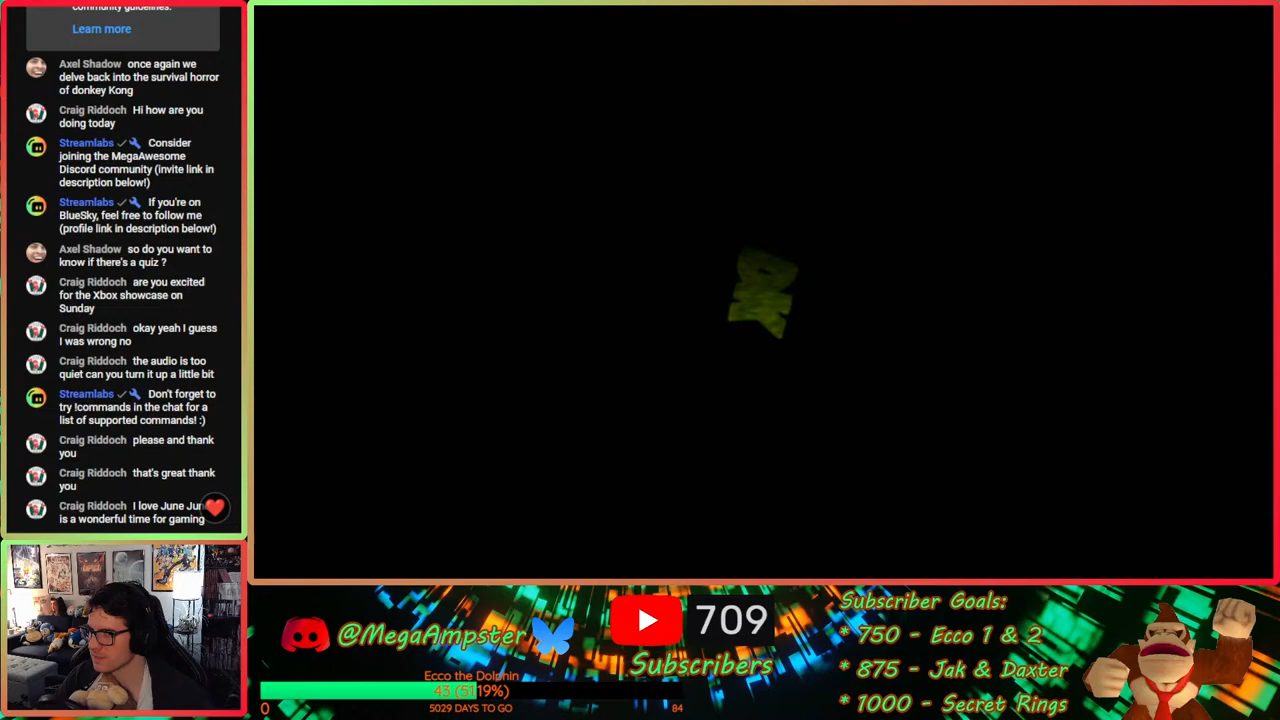 community guidelines.
Learn more
Axel Shadow once again we
delve back into the survival horror
of donkey Kong
Craig Riddoch Hi how are you
doing today
Streamlabs Consider
joining the MegaAwesome
Discord community (invite link in
description below!)
Streamlabs If you're on
BlueSky, feel free to follow me
(profile link in description below!)
Axel Shadow so do you want to
know if there's a quiz ?
Craig Riddoch are you excited
for the Xbox showcase on
Sunday
Craig Riddoch okay yeah I guess
I was wrong no
Craig Riddoch the audio is too
quiet can you turn it up a little bit
Streamlabs Don't forget to
try !commands in the chat for a
list of supported commands! :)
Craig Riddoch please and thank
you
Craig Riddoch that's great thank
you
Craig Riddoch I love June
is a wonderful time for gaming
DK
@MegaAmpster
709
Subscribers
Ecco the Dolphin
43 (51.19%)
0
5029 DAYS TO GO
84
Subscriber Goals:
* 750 - Ecco 1 & 2
* 875 - Jak & Daxter
* 1000 - Secret Rings